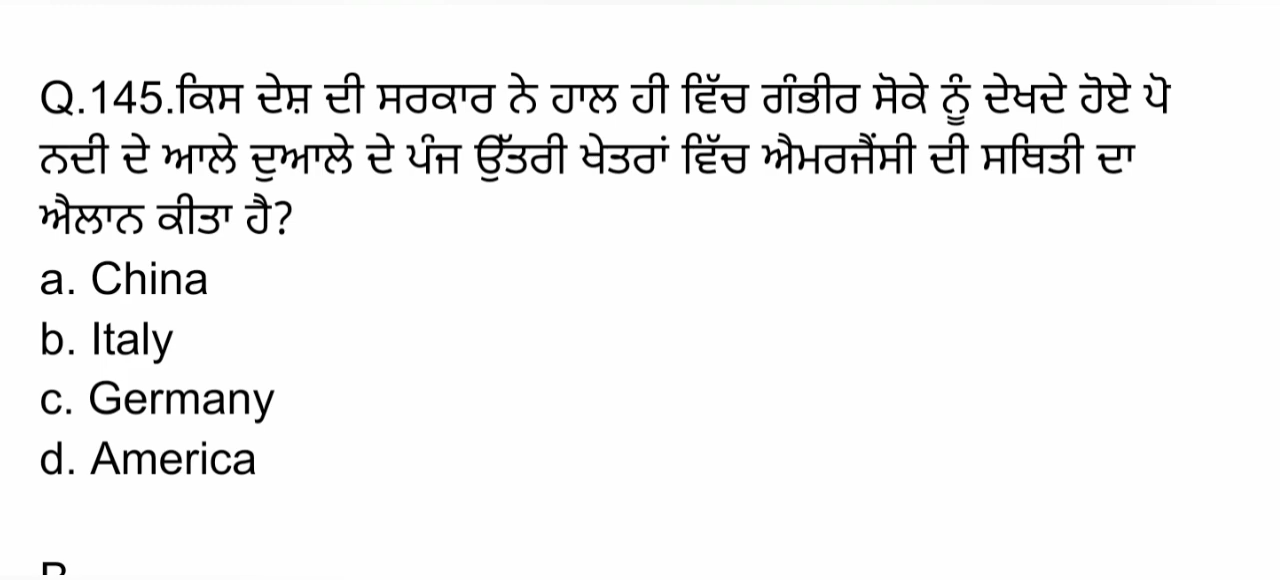 Q.145.ਕਿਸ ਦੇਸ਼ ਦੀ ਸਰਕਾਰ ਨੇ ਹਾਲ ਹੀ ਵਿੱਚ ਗੰਭੀਰ ਸੋਕੇ ਨੂੰ ਦੇਖਦੇ ਹੋਏ ਪੋ
ਨਦੀ ਦੇ ਆਲੇ ਦੁਆਲੇ ਦੇ ਪੰਜ ਉੱਤਰੀ ਖੇਤਰਾਂ ਵਿੱਚ ਐਮਰਜੈਂਸੀ ਦੀ ਸਥਿਤੀ ਦਾ
ਐਲਾਨ ਕੀਤਾ ਹੈ?
a. China
b. Italy
c. Germany
d. America